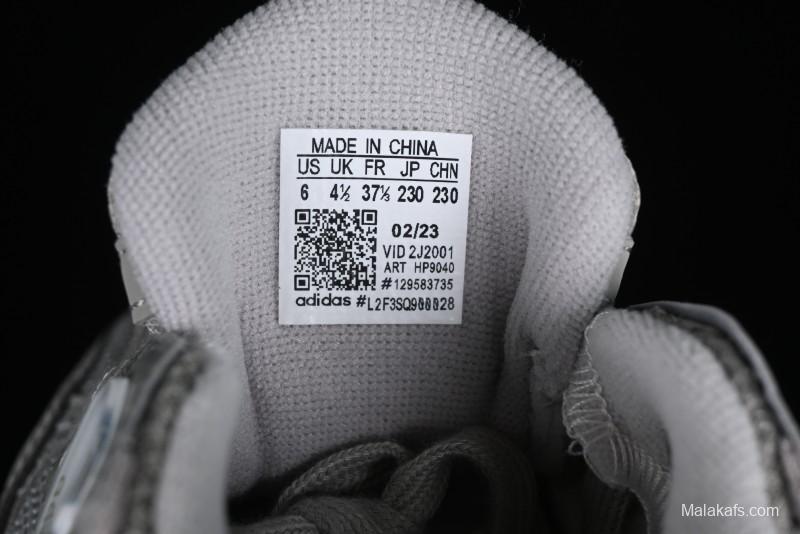 MADE IN CHINA
US UK FR JP CHN
6 4½ 37⅓ 230 230
02/23
VID 2J2001
ART HP9040
#129583735
adidas
Malakafs.com